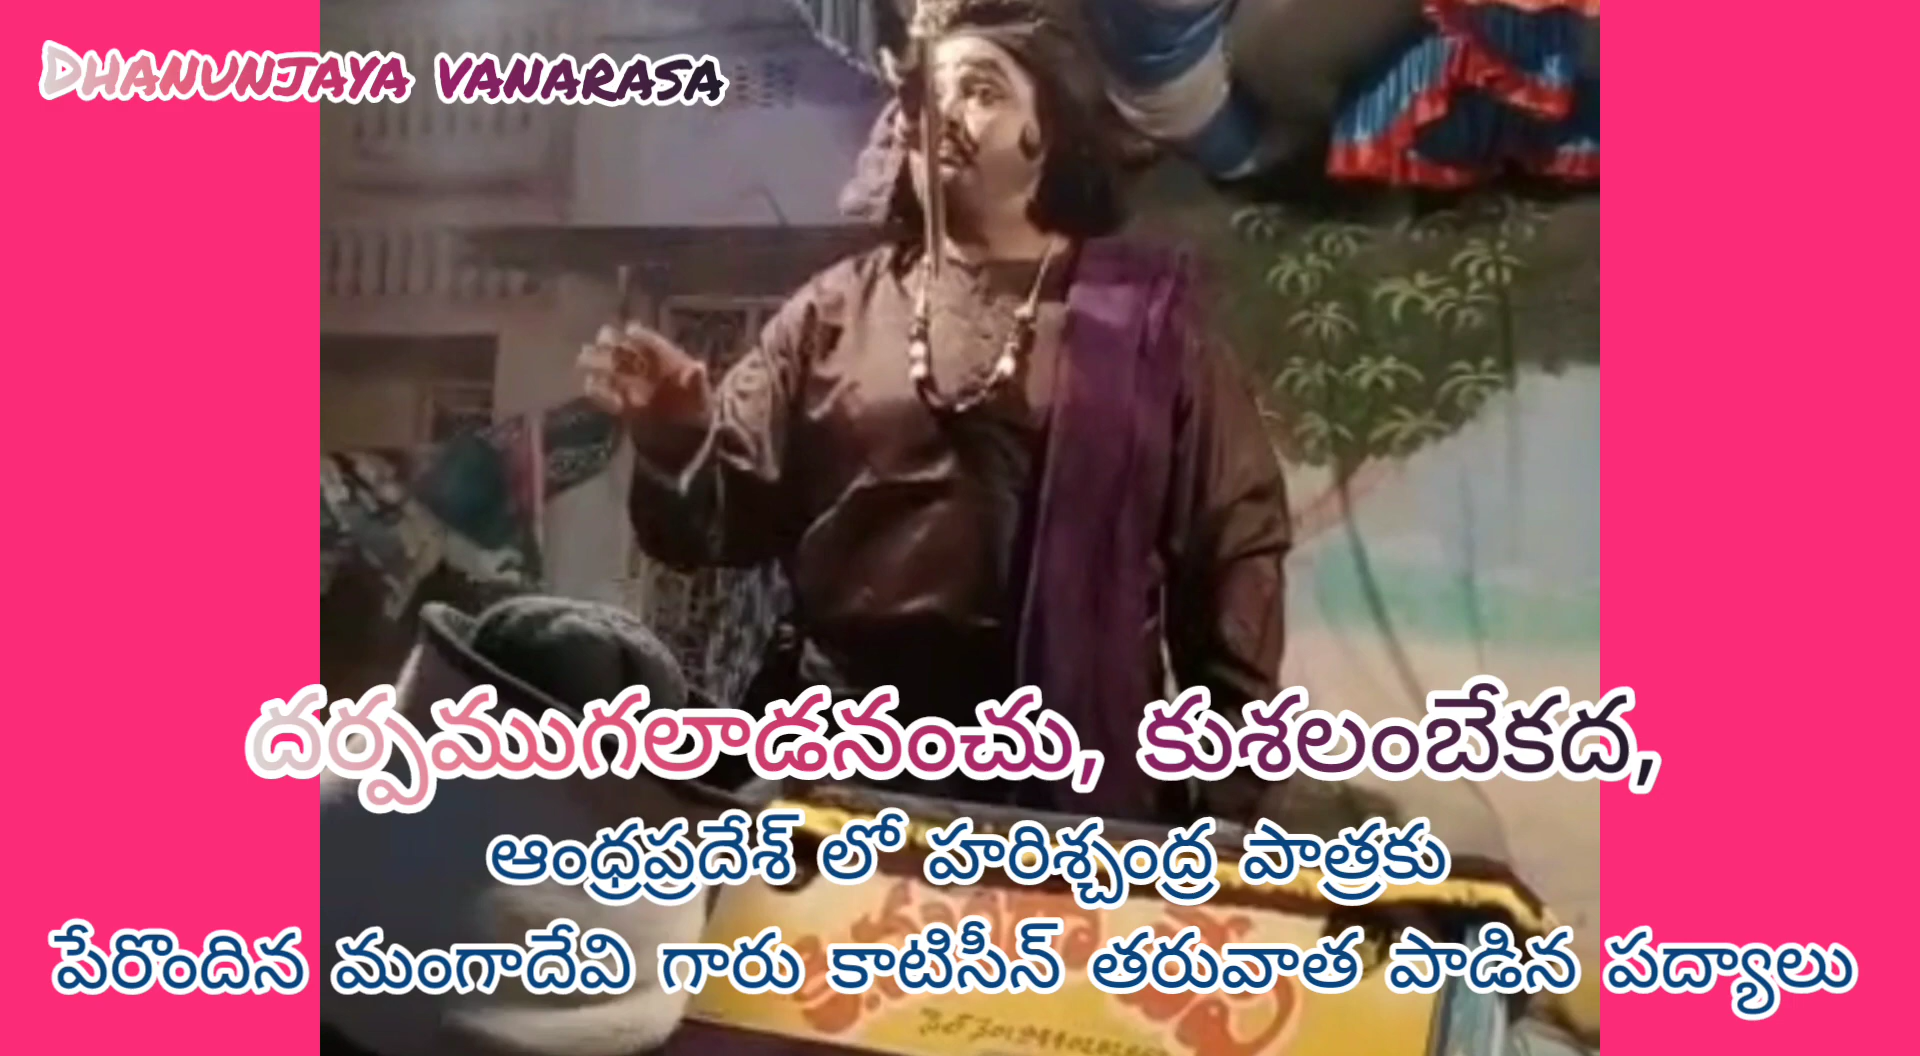 Dhanunjaya vanarasa
దర్పముగలాడనంచు, కుశలంబేకద,
ఆంధ్రప్రదేశ్ లో హరిశ్చంద్ర పాత్రకు
పేరొందిన మంగాదేవి గారు కాటిసీన్ తరువాత పాడిన పద్యాలు